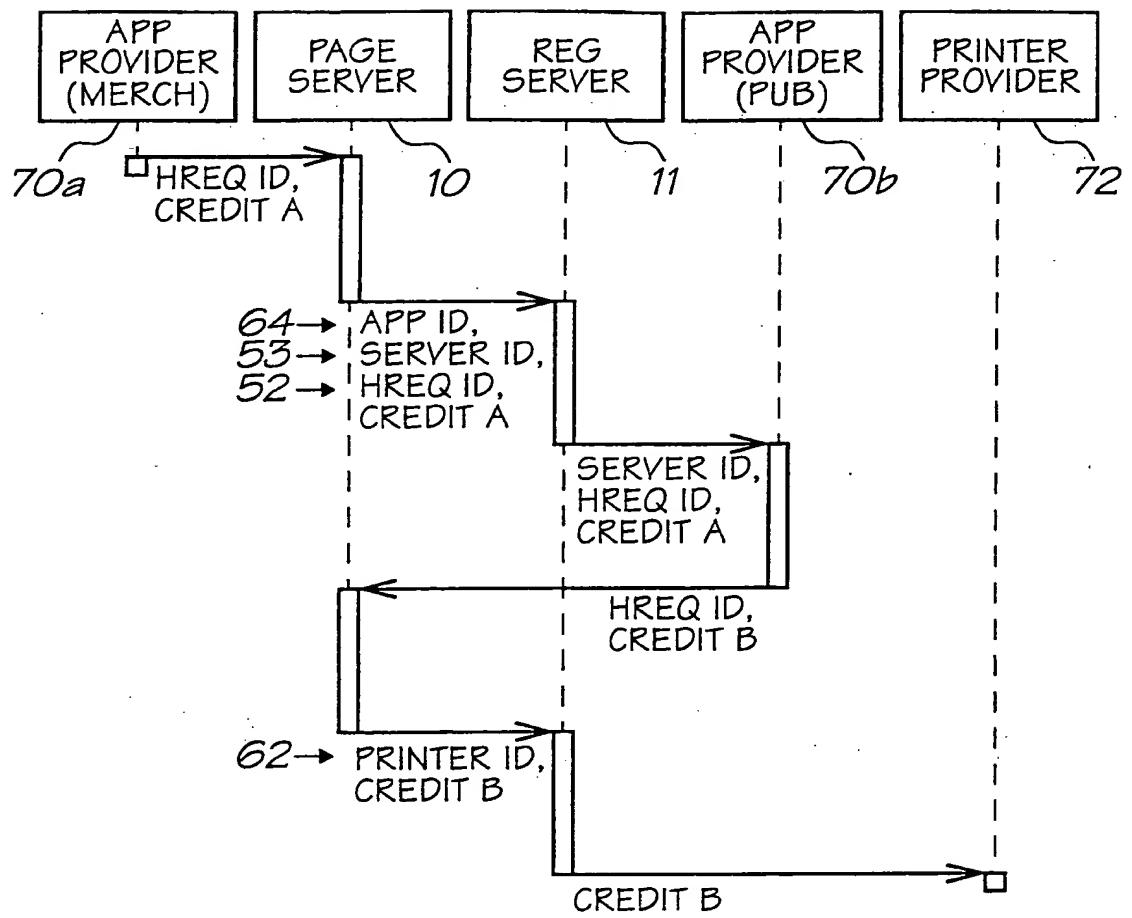 APP
PROVIDER
(MERCH)
PAGE
SERVER
REG
SERVER
APP
PROVIDER
(PUB)
PRINTER
PROVIDER
70a
10
11
70b
72
HREQ ID,
CREDIT A
64
APP ID,
53
SERVER ID,
52
HREQ ID,
CREDIT A
SERVER ID,
HREQ ID,
CREDIT A
HREQ ID,
CREDIT B
62
PRINTER ID,
CREDIT B
CREDIT B